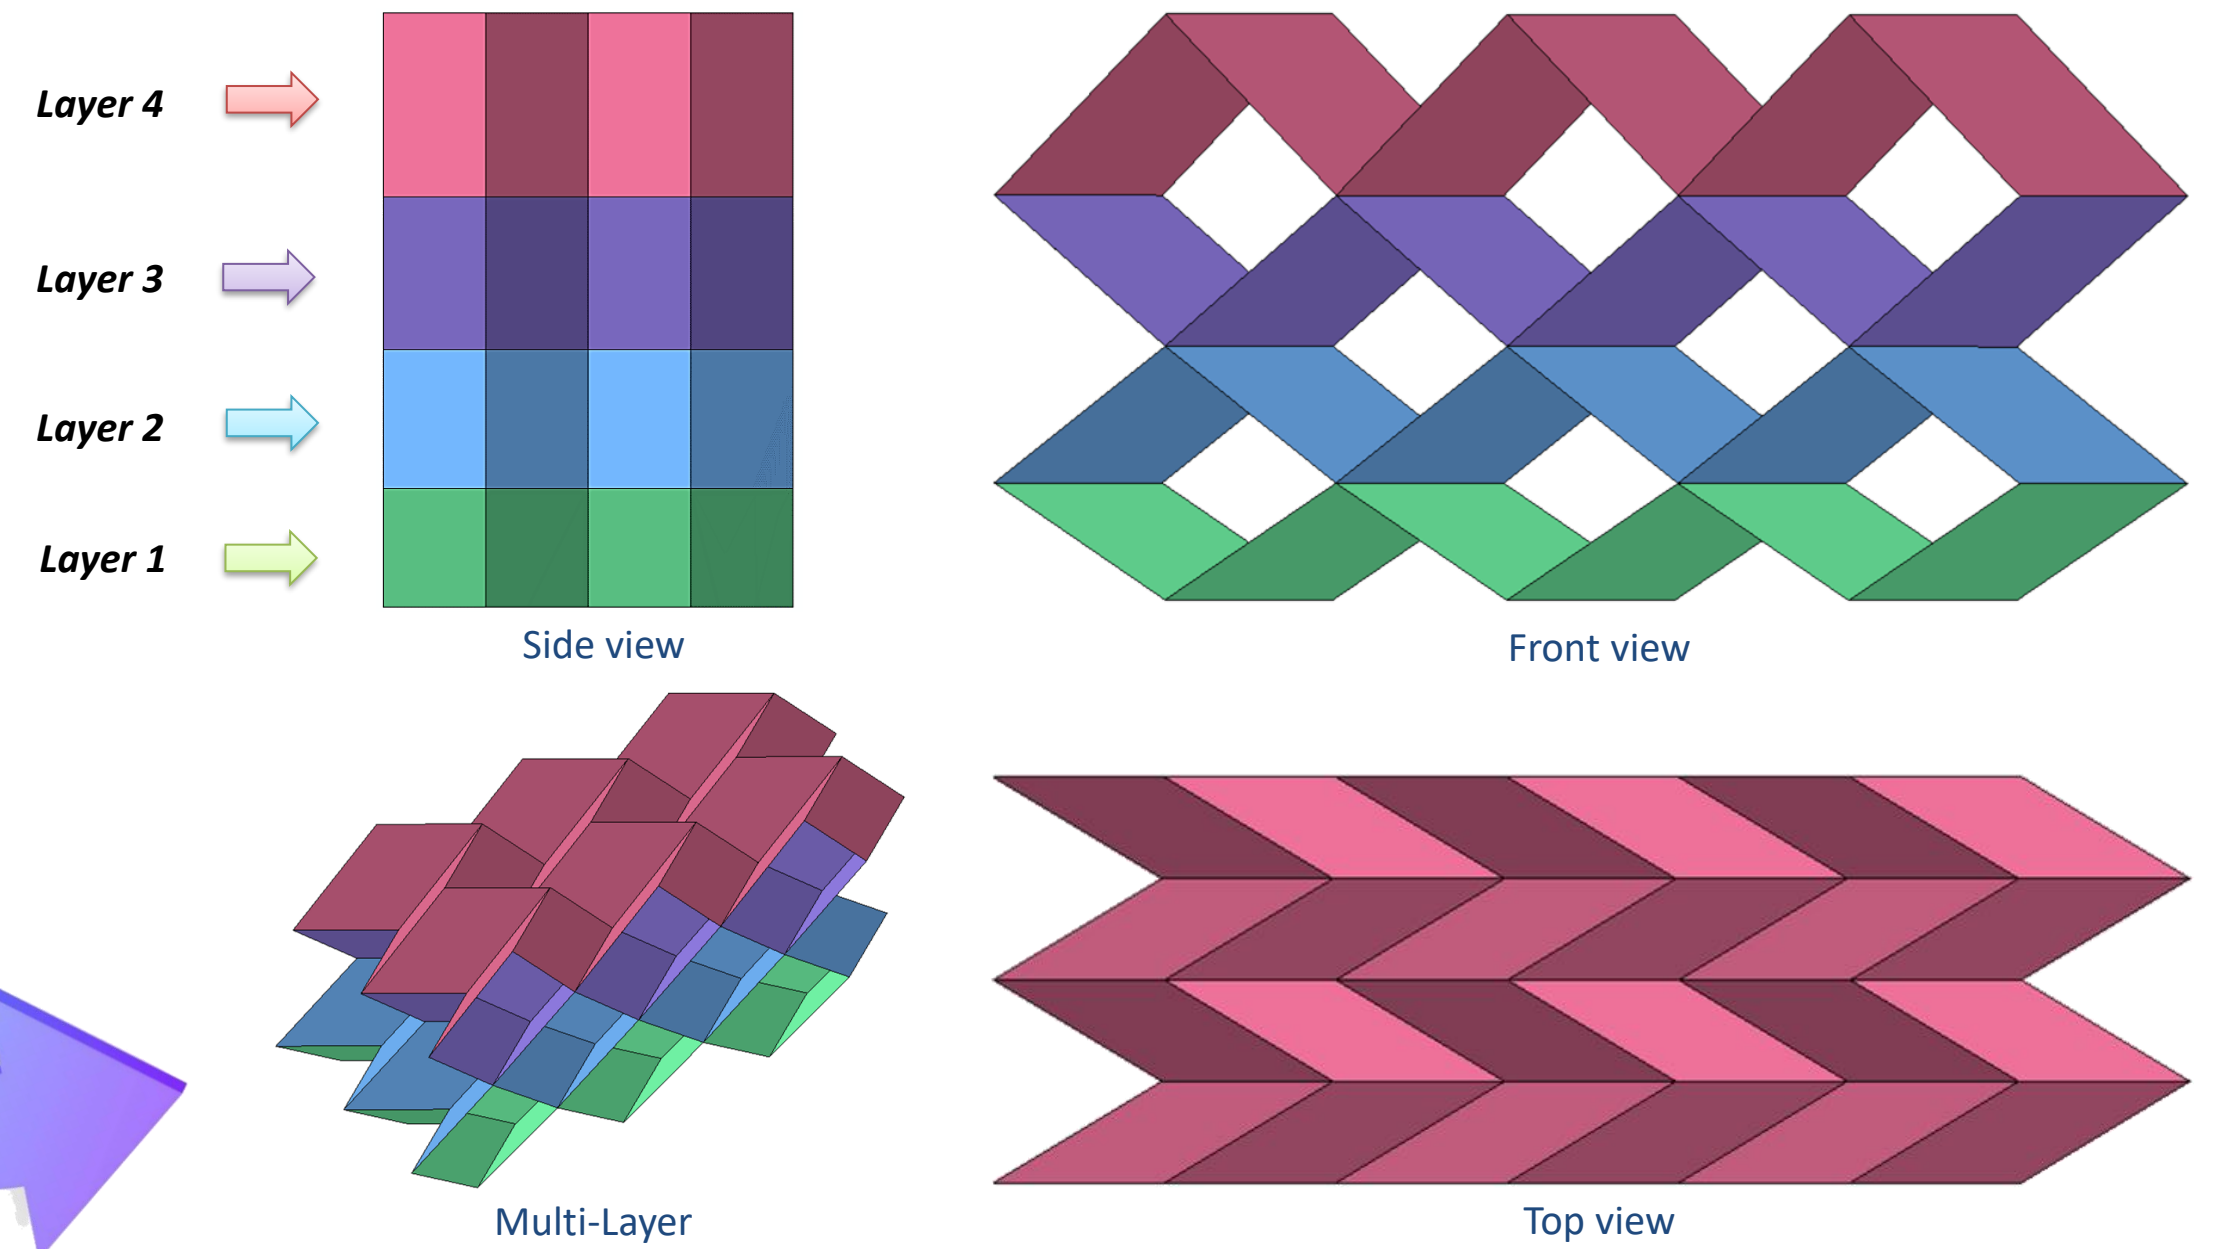 Layer 4
Layer 3
Layer 2
Layer 1
Side view
Front view
Multi-Layer
Top view